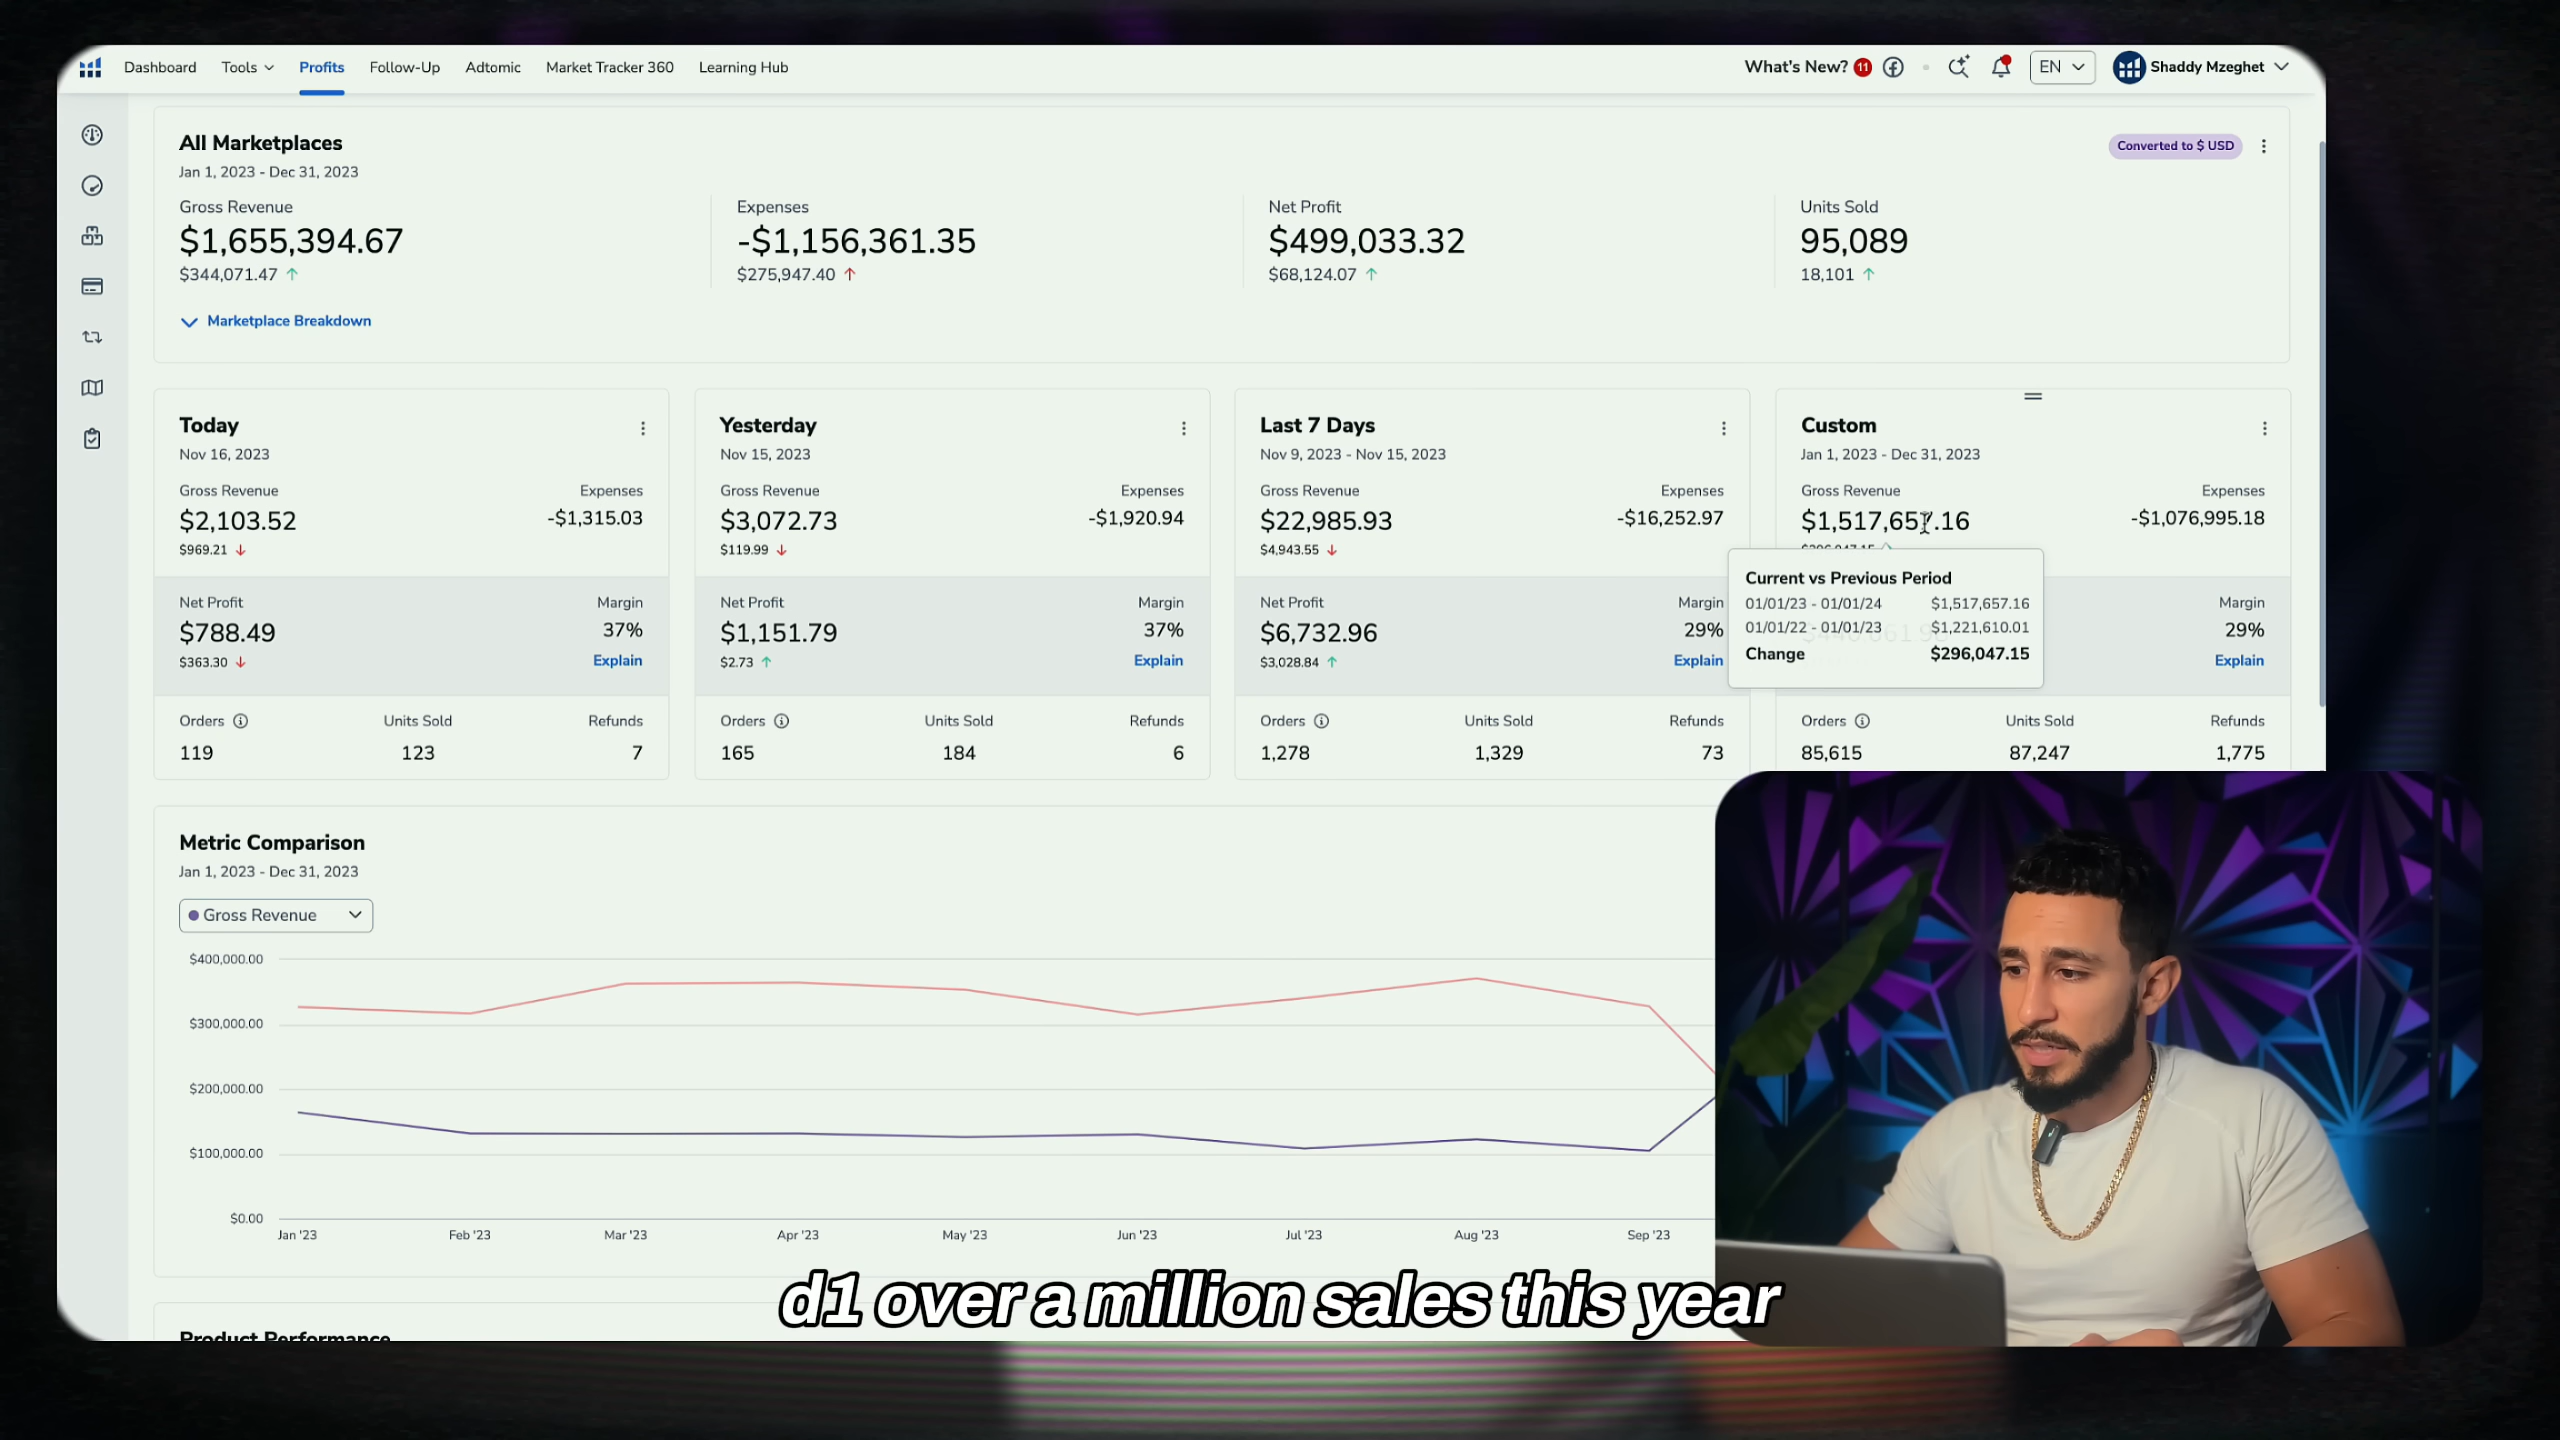 Dashboard Tools Profits Follow-Up Adtomic Market Tracker 360 Learning Hub
What's New? 11 EN Shaddy Mzeghet
All Marketplaces
Converted to $ USD
Jan 1, 2023 - Dec 31, 2023
Gross Revenue Expenses Net Profit Units Sold
$1,655,394.67 -$1,156,361.35 $499,033.32 95,089
$344,071.47 $275,947.40 $68,124.07 18,101
Marketplace Breakdown
Today
Nov 16, 2023
Gross Revenue Expenses
$2,103.52 -$1,315.03
$969.21
Net Profit Margin
$788.49 37%
$363.30 Explain
Orders Units Sold Refunds
119 123 7
Yesterday
Nov 15, 2023
Gross Revenue Expenses
$3,072.73 -$1,920.94
$119.99
Net Profit Margin
$1,151.79 37%
$2.73 Explain
Orders Units Sold Refunds
165 184 6
Last 7 Days
Nov 9, 2023 - Nov 15, 2023
Gross Revenue Expenses
$22,985.93 -$16,252.97
$4,943.55
Net Profit Margin
$6,732.96 29%
$3,028.84 Explain
Orders Units Sold Refunds
1,278 1,329 73
Custom
Jan 1, 2023 - Dec 31, 2023
Gross Revenue Expenses
$1,517,657.16 -$1,076,995.18
Current vs Previous Period
01/01/23 - 01/01/24 $1,517,657.16
01/01/22 - 01/01/23 $1,221,610.01
Change $296,047.15
Margin
29%
Explain
Orders Units Sold Refunds
85,615 87,247 1,775
Metric Comparison
Jan 1, 2023 - Dec 31, 2023
Gross Revenue
$400,000.00
$300,000.00
$200,000.00
$100,000.00
$0.00
Jan '23 Feb '23 Mar '23 Apr '23 May '23 Jun '23 Jul '23 Aug '23 Sep '23
d1 over a million sales this year
Product Performance